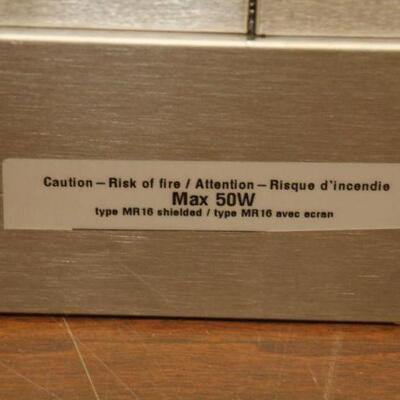 Caution – Risk of fire / Attention – Risque d'incendie
Max 50W
type MR16 shielded / type MR16 avec ecran